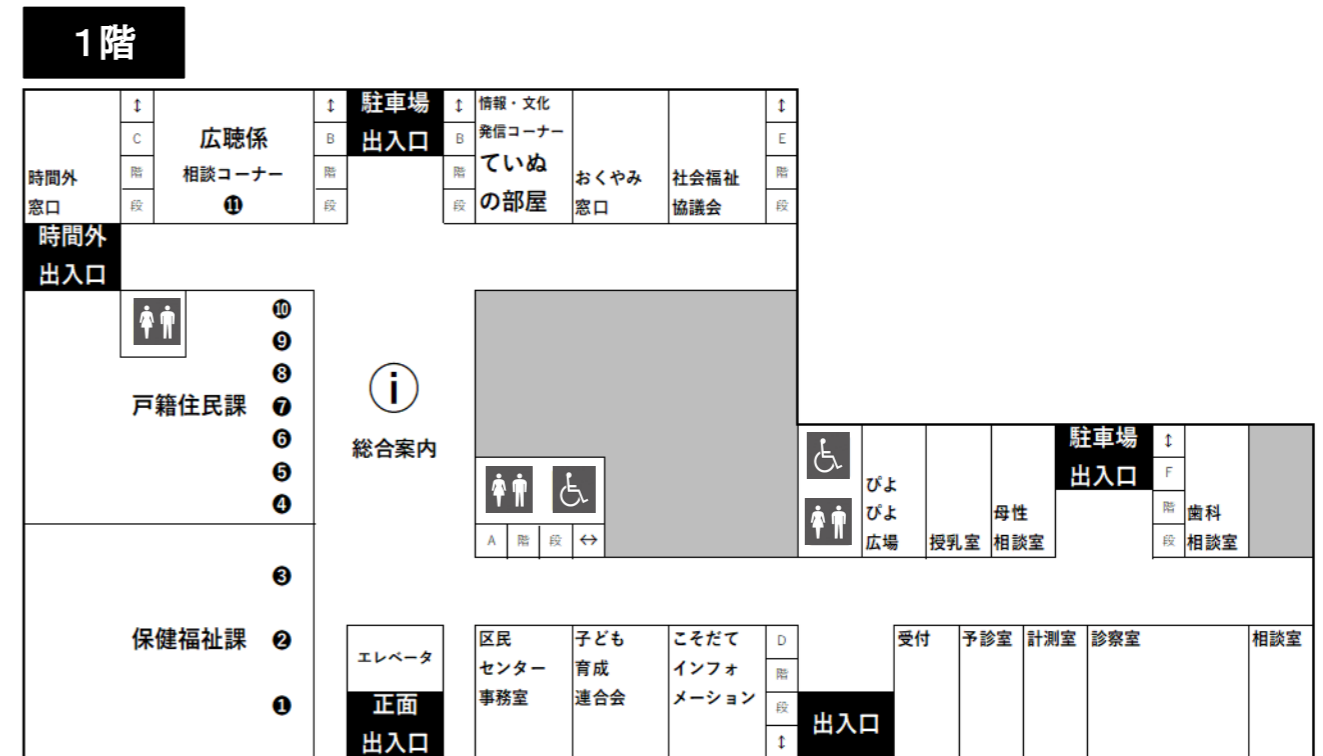 1階
時間外
窓口
↕
C
階
段
広聴係
相談コーナー
⓫
↕
B
階
段
駐車場
出入口
↕
B
階
段
情報・文化
発信コーナー
ていぬ
の部屋
おくやみ
窓口
社会福祉
協議会
↕
E
階
段
時間外
出入口
戸籍住民課
❿
❾
❽
❼
❻
❺
❹
i
総合案内
A 階 段 ↔
ぴよ
ぴよ
広場
授乳室
母性
相談室
駐車場
出入口
↕
F
階
段
歯科
相談室
保健福祉課
❸
❷
❶
エレベータ
正面
出入口
区民
センター
事務室
子ども
育成
連合会
こそだて
インフォ
メーション
D
階
段
↕
出入口
受付
予診室
計測室
診察室
相談室